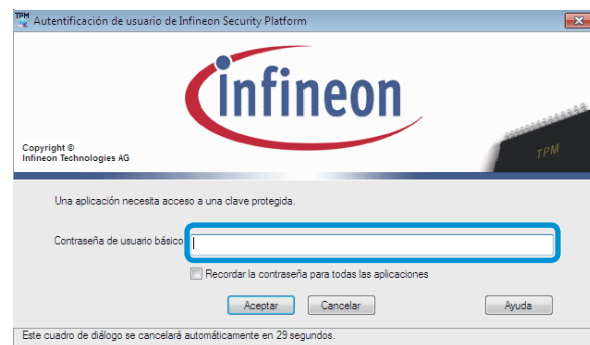 TPM
Autentificación de usuario de Infineon Security Platform
infineon
Copyright ©
Infineon Technologies AG
TPM
Una aplicación necesita acceso a una clave protegida.
Contraseña de usuario básico
Recordar la contraseña para todas las aplicaciones
Aceptar Cancelar Ayuda
Este cuadro de diálogo se cancelará automáticamente en 29 segundos.